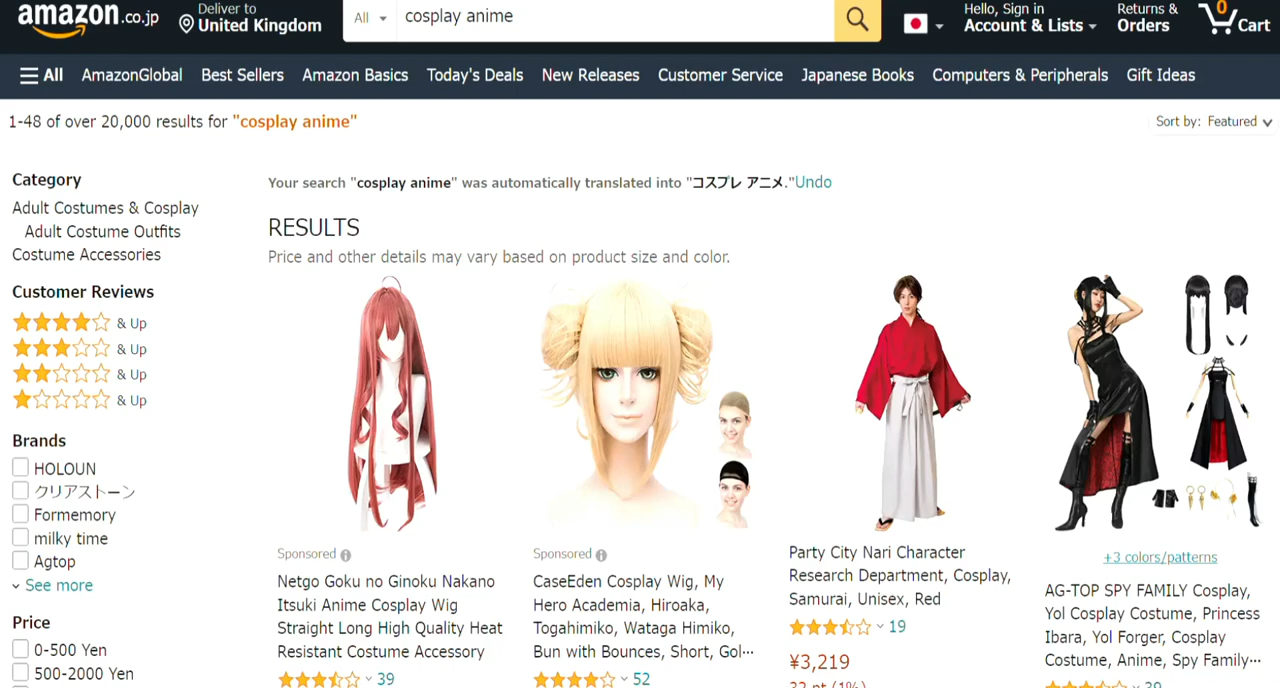 amazon.co.jp
Deliver to
United Kingdom
All
cosplay anime
Hello, Sign in
Account & Lists
Returns &
Orders
0
Cart
All AmazonGlobal Best Sellers Amazon Basics Today's Deals New Releases Customer Service Japanese Books Computers & Peripherals Gift Ideas
1-48 of over 20,000 results for "cosplay anime"
Sort by: Featured
Category
Adult Costumes & Cosplay
Adult Costume Outfits
Costume Accessories
Customer Reviews
& Up
& Up
& Up
& Up
Brands
HOLOUN
クリアストーン
Formemory
milky time
Agtop
See more
Price
0-500 Yen
500-2000 Yen
Your search "cosplay anime" was automatically translated into "コスプレ アニメ."Undo
RESULTS
Price and other details may vary based on product size and color.
Sponsored
Netgo Goku no Ginoku Nakano
Itsuki Anime Cosplay Wig
Straight Long High Quality Heat
Resistant Costume Accessory
39
Sponsored
CaseEden Cosplay Wig, My
Hero Academia, Hiroaka,
Togahimiko, Wataga Himiko,
Bun with Bounces, Short, Gol…
52
Party City Nari Character
Research Department, Cosplay,
Samurai, Unisex, Red
19
¥3,219
32 pt (1%)
+3 colors/patterns
AG-TOP SPY FAMILY Cosplay,
Yol Cosplay Costume, Princess
Ibara, Yol Forger, Cosplay
Costume, Anime, Spy Family…
39